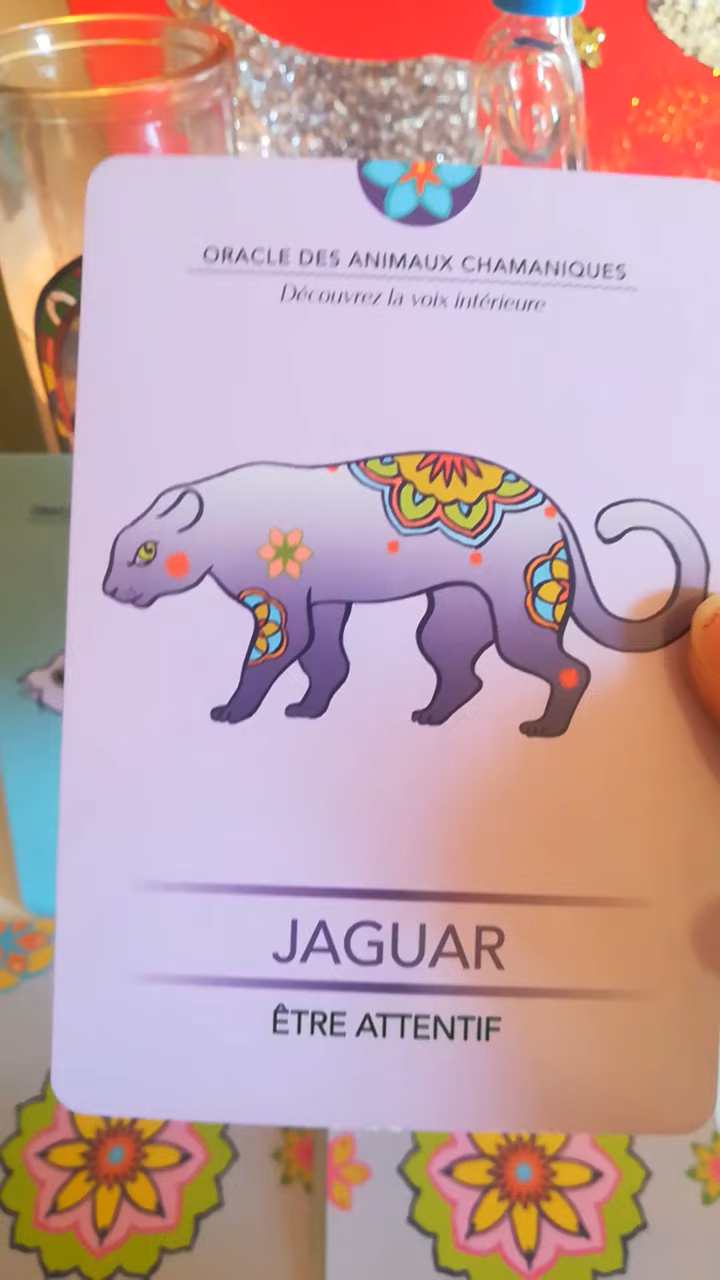 ORACLE DES ANIMAUX CHAMANIQUES
Découvrez la voix intérieure
JAGUAR
ÊTRE ATTENTIF